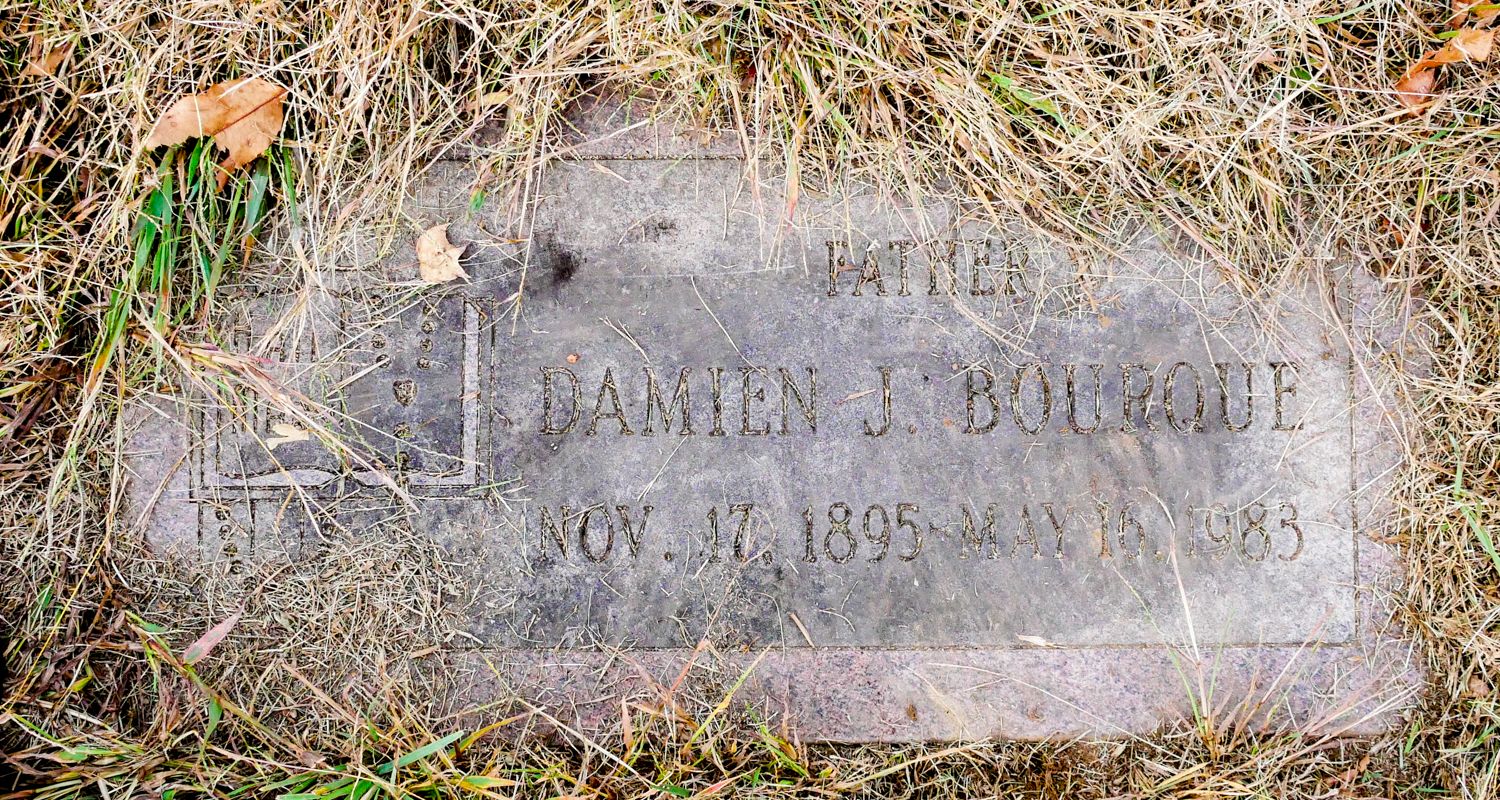 FATHER
DAMIEN J. BOURQUE
NOV. 17, 1895 - MAY 16, 1983